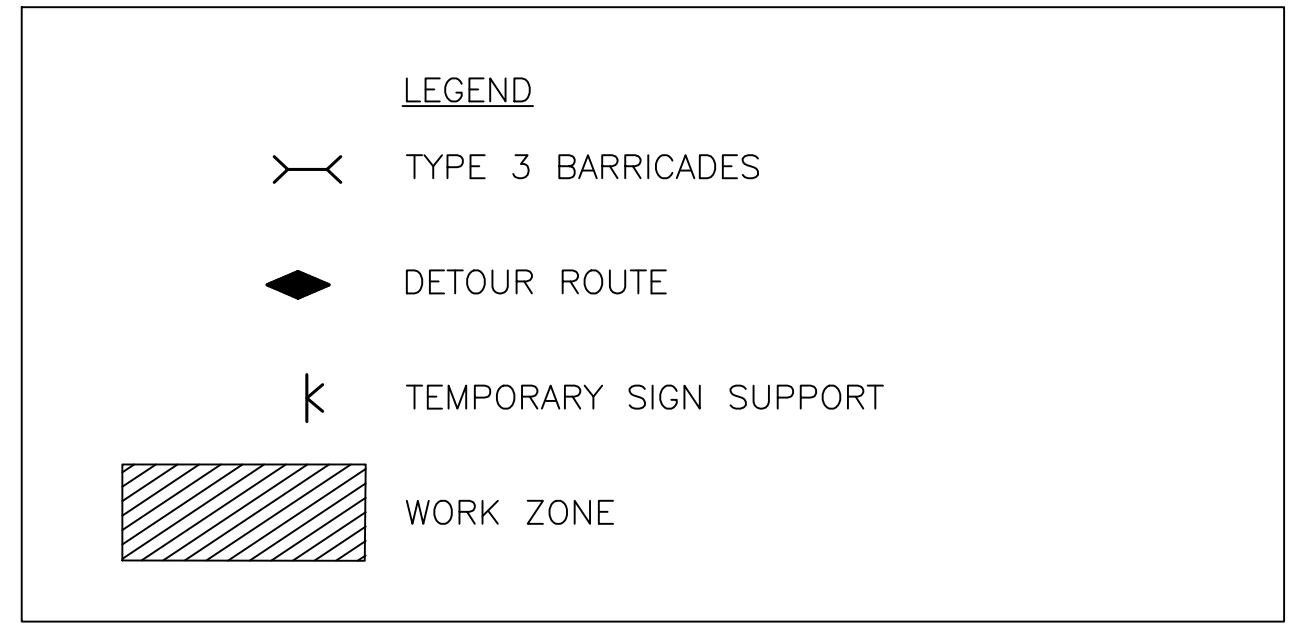 LEGEND
TYPE 3 BARRICADES
DETOUR ROUTE
TEMPORARY SIGN SUPPORT
WORK ZONE